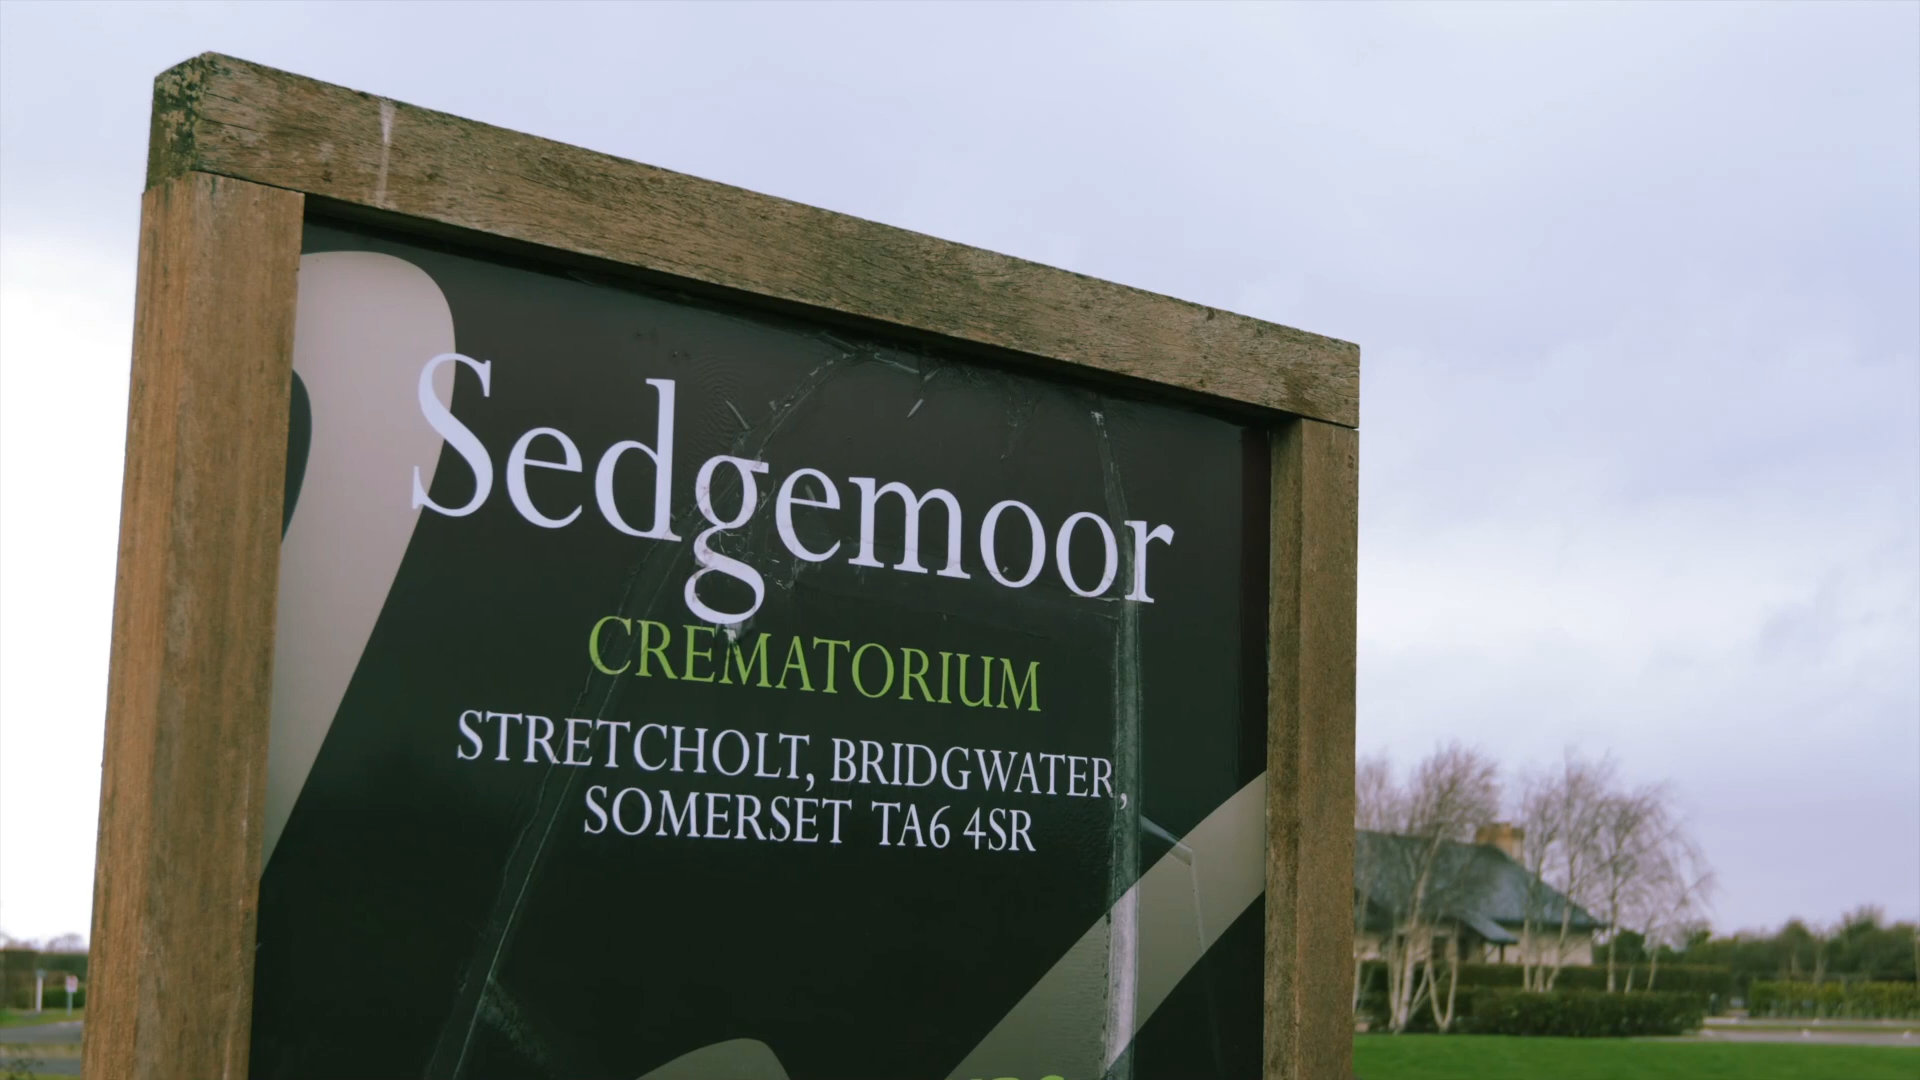 Sedgemoor
CREMATORIUM
STRETCHOLT, BRIDGWATER,
SOMERSET TA6 4SR